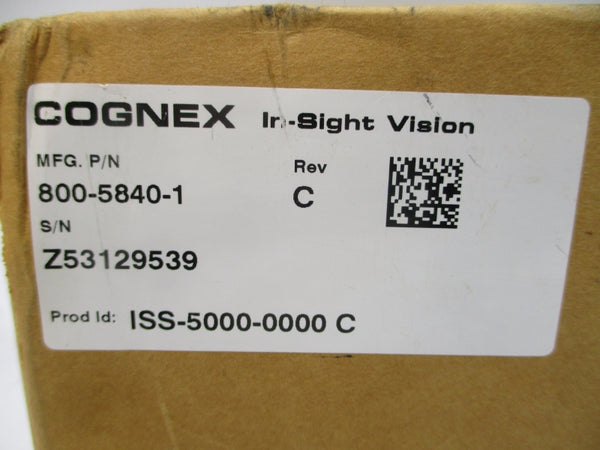 COGNEX In-Sight Vision
MFG. P/N Rev
800-5840-1 C
S/N
Z53129539
Prod Id: ISS-5000-0000 C